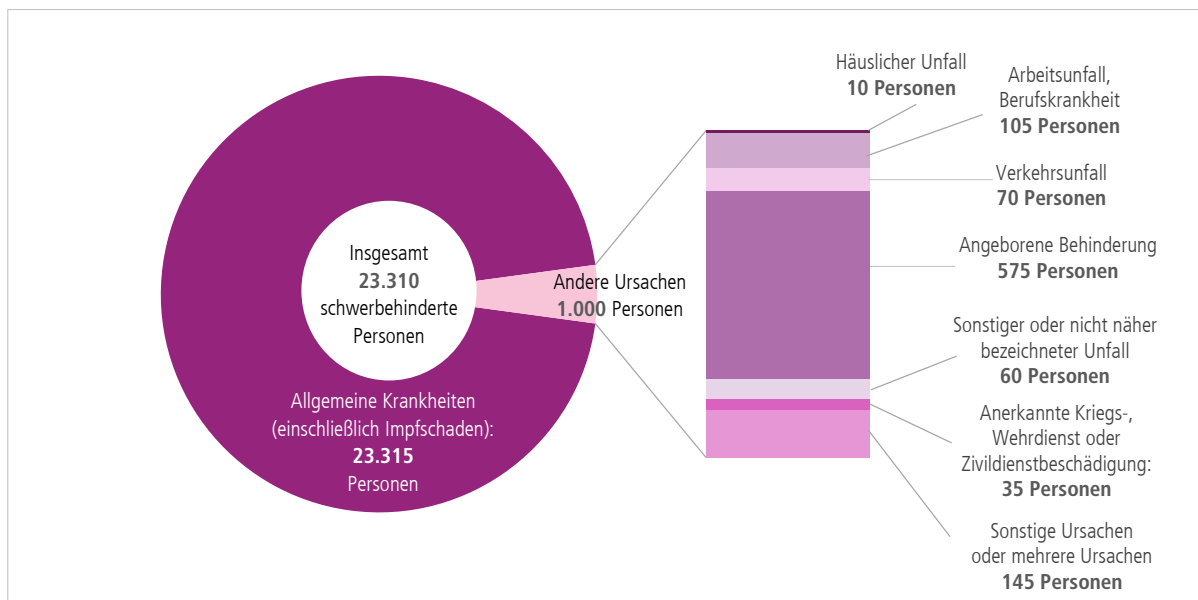 Insgesamt
23.310
schwerbehinderte
Personen
Allgemeine Krankheiten
(einschließlich Impfschaden):
23.315
Personen
Andere Ursachen
1.000 Personen
Häuslicher Unfall
10 Personen
Arbeitsunfall,
Berufskrankheit
105 Personen
Verkehrsunfall
70 Personen
Angeborene Behinderung
575 Personen
Sonstiger oder nicht näher
bezeichneter Unfall
60 Personen
Anerkannte Kriegs-,
Wehrdienst oder
Zivildienstbeschädigung:
35 Personen
Sonstige Ursachen
oder mehrere Ursachen
145 Personen